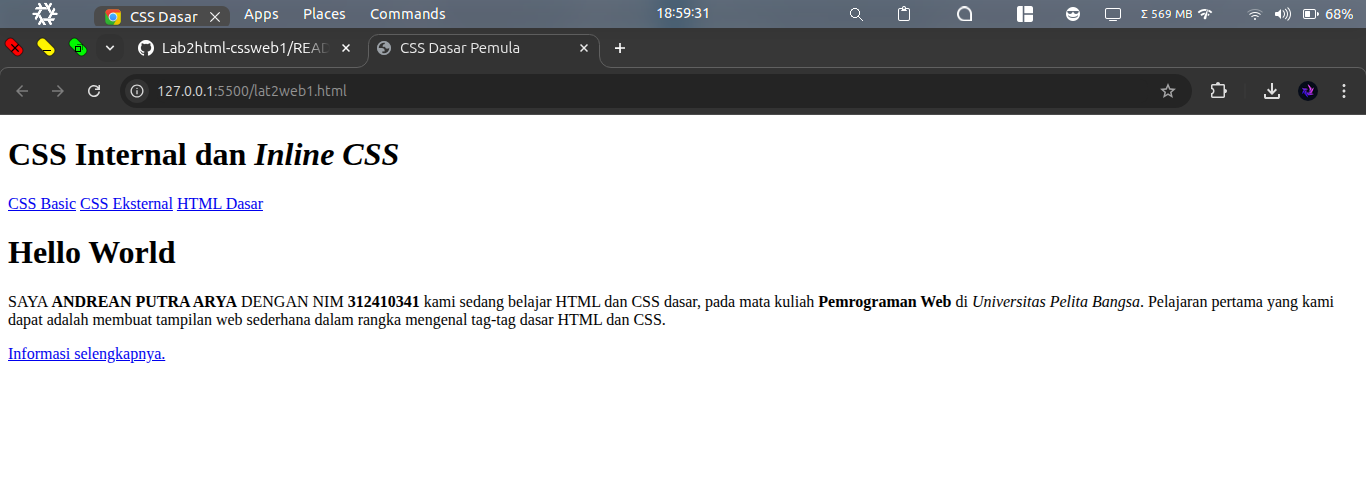 CSS Dasar Apps Places Commands 18:59:31 Σ 569 MB 68%
Lab2html-cssweb1/READ CSS Dasar Pemula
127.0.0.1:5500/lat2web1.html
CSS Internal dan Inline CSS
CSS Basic CSS Eksternal HTML Dasar
Hello World
SAYA ANDREAN PUTRA ARYA DENGAN NIM 312410341 kami sedang belajar HTML dan CSS dasar, pada mata kuliah Pemrograman Web di Universitas Pelita Bangsa. Pelajaran pertama yang kami
dapat adalah membuat tampilan web sederhana dalam rangka mengenal tag-tag dasar HTML dan CSS.
Informasi selengkapnya.